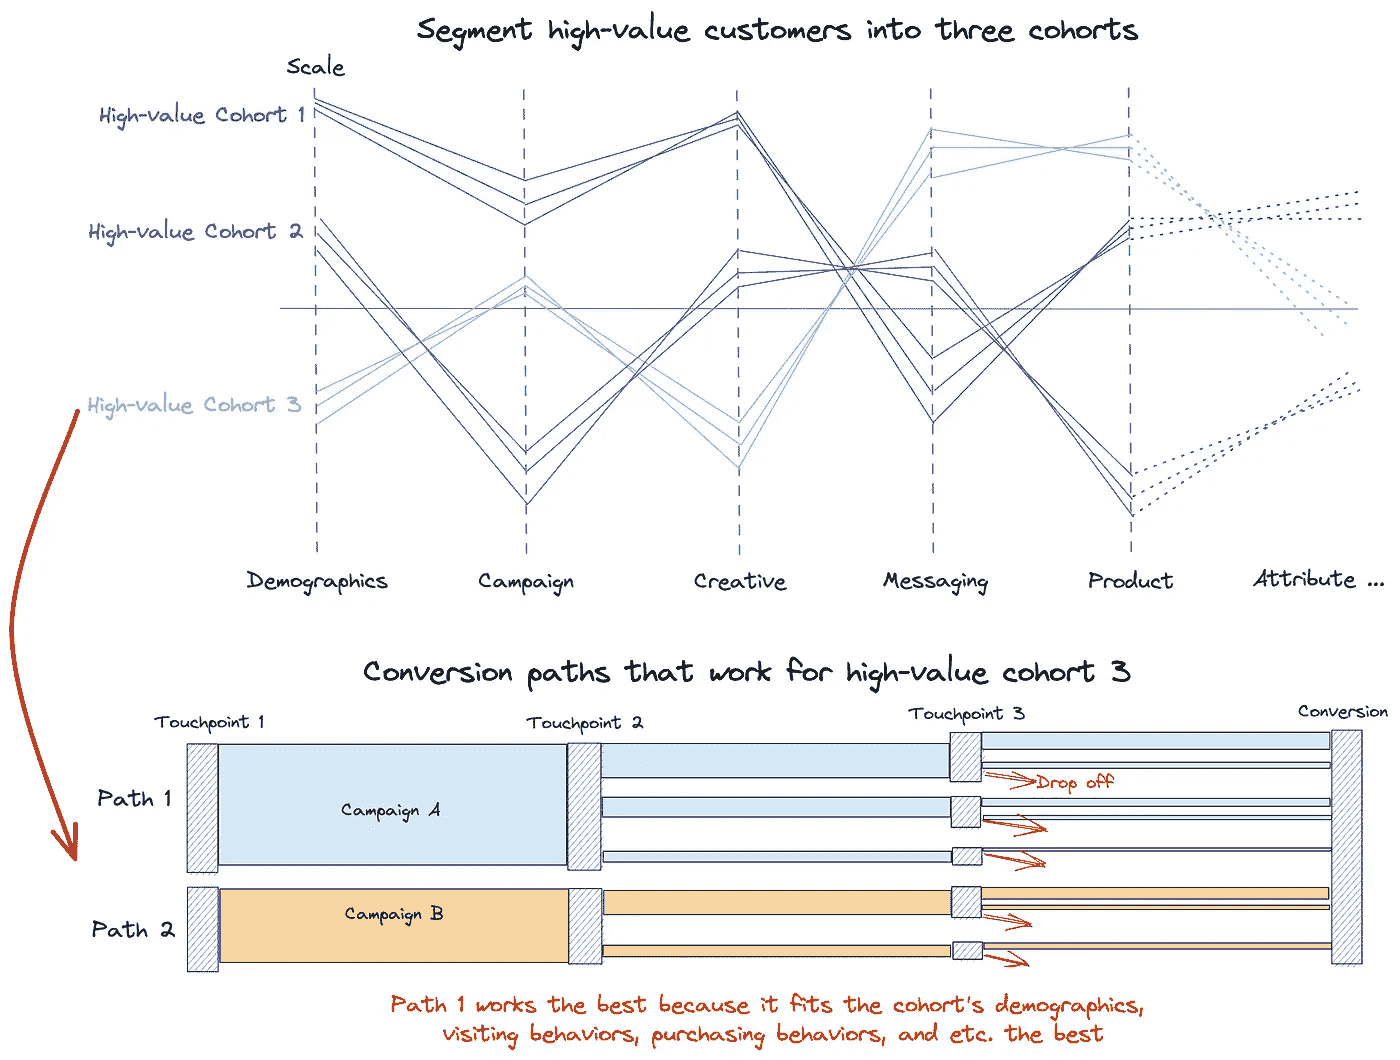 Segment high-value customers into three cohorts
Scale
High-value Cohort 1
High-value Cohort 2
High-value Cohort 3
Demographics
Campaign
Creative
Messaging
Product
Attribute ...
Conversion paths that work for high-value cohort 3
Touchpoint 1
Touchpoint 2
Touchpoint 3
Conversion
Path 1
Campaign A
Drop off
Path 2
Campaign B
Path 1 works the best because it fits the cohort's demographics,
visiting behaviors, purchasing behaviors, and etc. the best